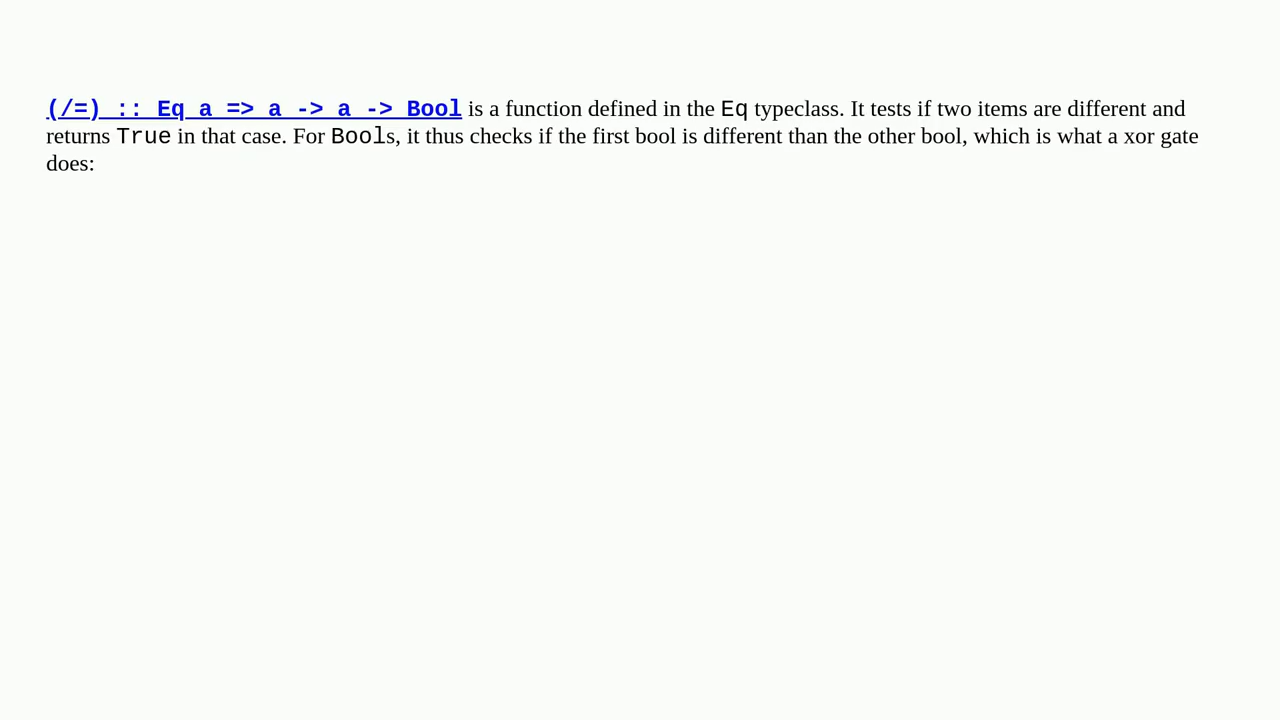 (/=) :: Eq a => a -> a -> Bool is a function defined in the Eq typeclass. It tests if two items are different and
returns True in that case. For Bools, it thus checks if the first bool is different than the other bool, which is what a xor gate
does: